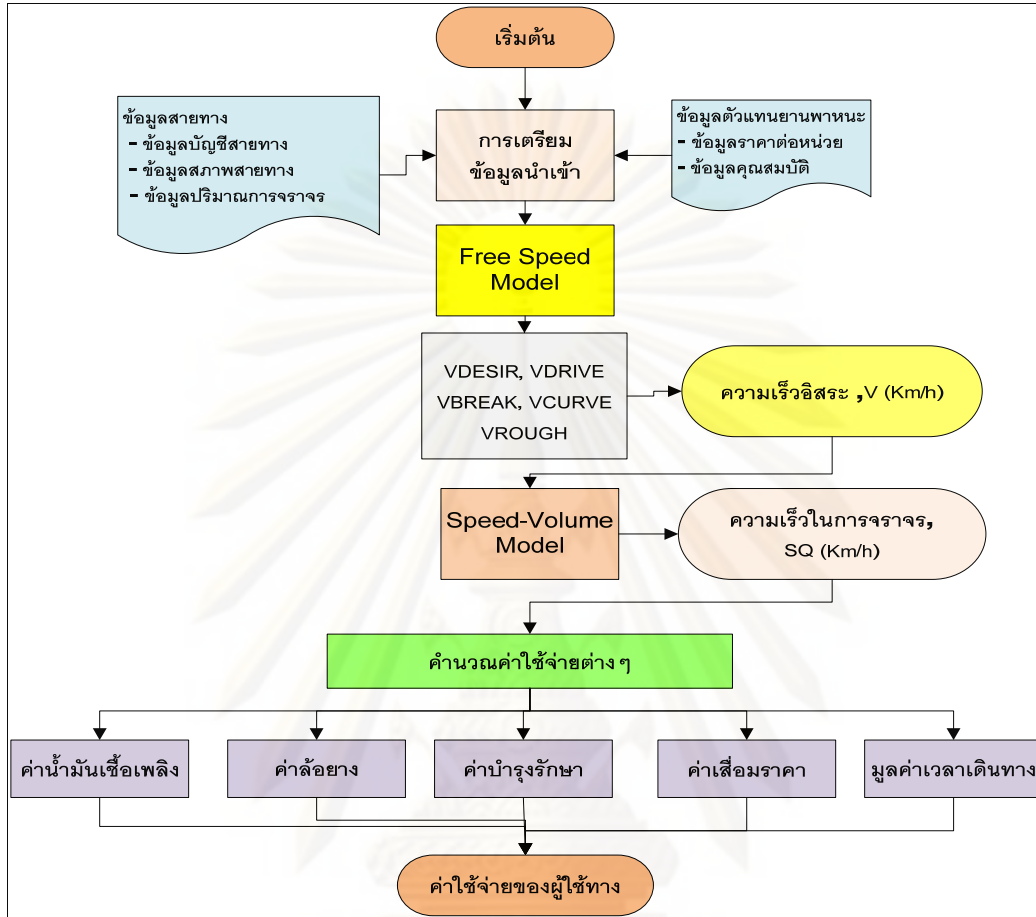 เริ่มต้น
ข้อมูลสายทาง
- ข้อมูลบัญชีสายทาง
- ข้อมูลสภาพสายทาง
- ข้อมูลปริมาณการจราจร
การเตรียม
ข้อมูลนำเข้า
ข้อมูลตัวแทนยานพาหนะ
- ข้อมูลราคาต่อหน่วย
- ข้อมูลคุณสมบัติ
Free Speed
Model
VDESIR, VDRIVE
VBREAK, VCURVE
VROUGH
ความเร็วอิสระ ,V (Km/h)
Speed-Volume
Model
ความเร็วในการจราจร,
SQ (Km/h)
คำนวณค่าใช้จ่ายต่างๆ
ค่าน้ำมันเชื้อเพลิง
ค่าล้อยาง
ค่าบำรุงรักษา
ค่าเสื่อมราคา
มูลค่าเวลาเดินทาง
ค่าใช้จ่ายของผู้ใช้ทาง